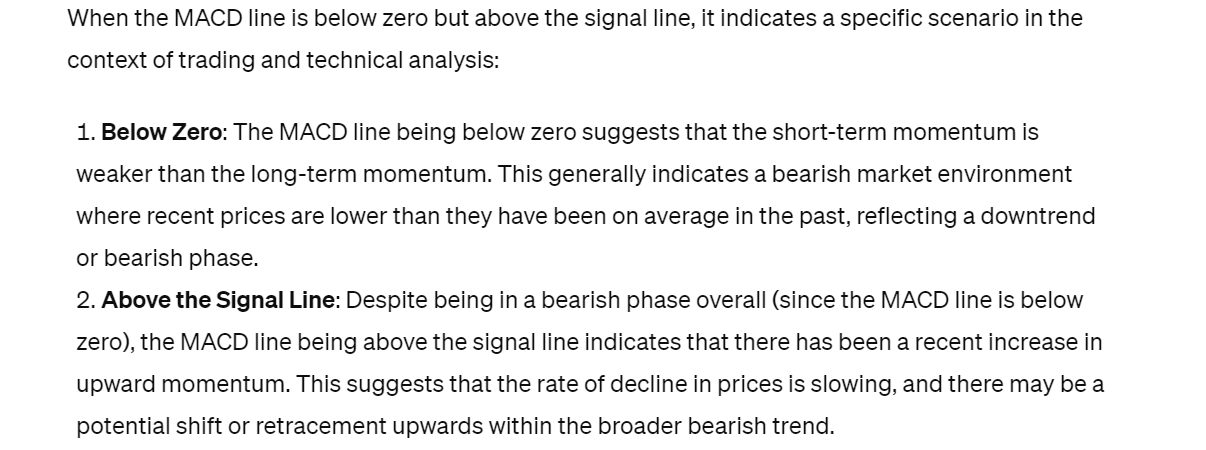 When the MACD line is below zero but above the signal line, it indicates a specific scenario in the
context of trading and technical analysis:
1. Below Zero: The MACD line being below zero suggests that the short-term momentum is
weaker than the long-term momentum. This generally indicates a bearish market environment
where recent prices are lower than they have been on average in the past, reflecting a downtrend
or bearish phase.
2. Above the Signal Line: Despite being in a bearish phase overall (since the MACD line is below
zero), the MACD line being above the signal line indicates that there has been a recent increase in
upward momentum. This suggests that the rate of decline in prices is slowing, and there may be a
potential shift or retracement upwards within the broader bearish trend.